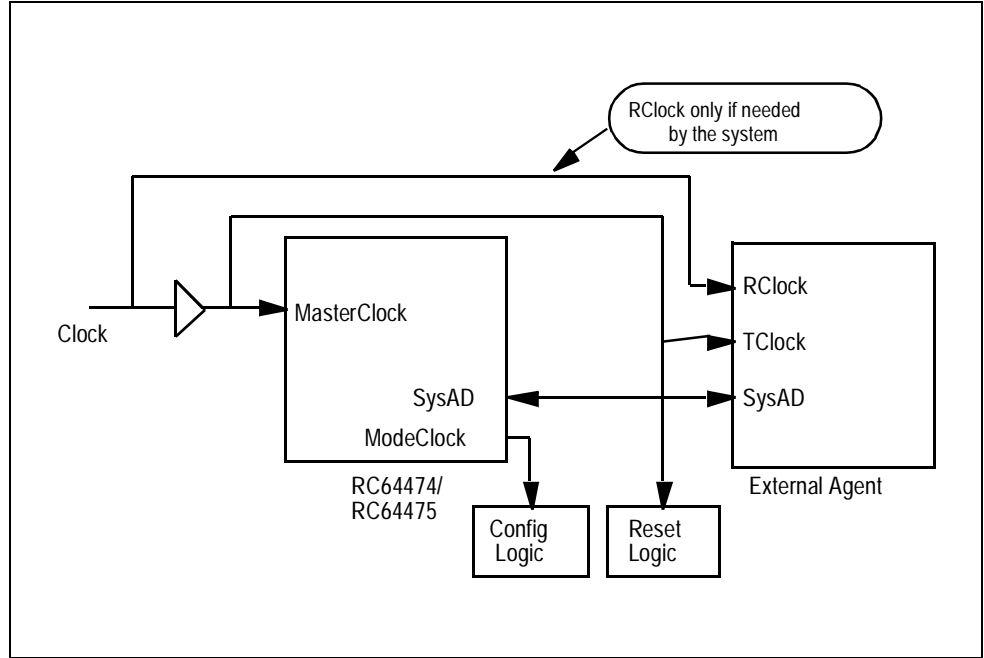 RClock only if needed
by the system
Clock
MasterClock
SysAD
ModeClock
RC64474/
RC64475
RClock
TClock
SysAD
External Agent
Config
Logic
Reset
Logic